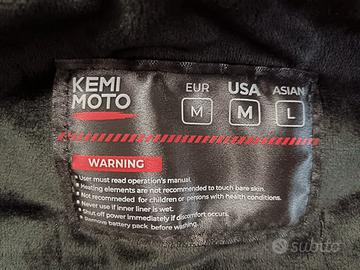 KEMI
MOTO
EUR
USA
ASIAN
M
M
L
WARNING
User must read operation's manual.
Heating elements are not recommended to touch bare skin.
Not recommended for children or persons with health conditions.
Never use if inner liner is wet.
Shut off power immediately if discomfort occurs.
Remove battery pack before washing.
subito